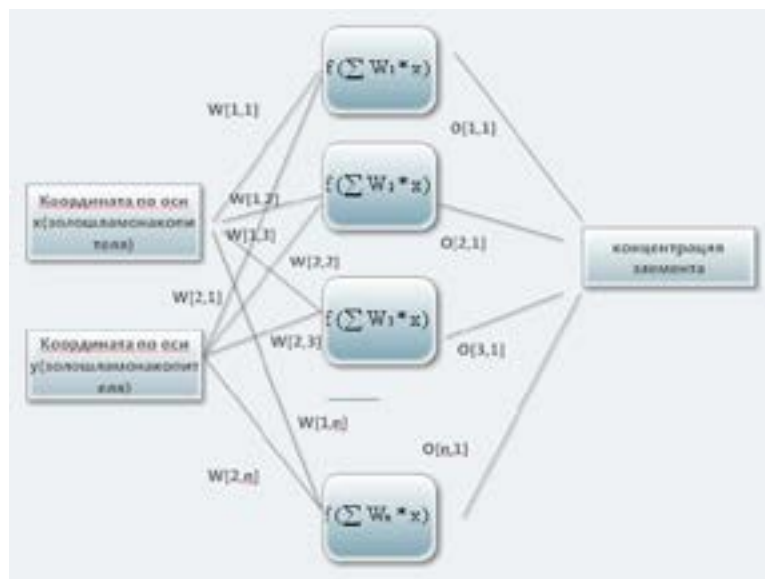 f(∑ W₁*x)
W[1,1]
O[1,1]
Координата по оси
x(золошламонакопи
теля)
W[1,2]
f(∑ W₁*x)
W[1,3]
O[2,1]
концентрация
элемента
W[2,2]
W[2,1]
f(∑ W₁*x)
Координата по оси
y(золошламонакопит
еля)
W[2,3]
O[3,1]
W[1,n]
O[n,1]
W[2,n]
f(∑ Wₙ*x)